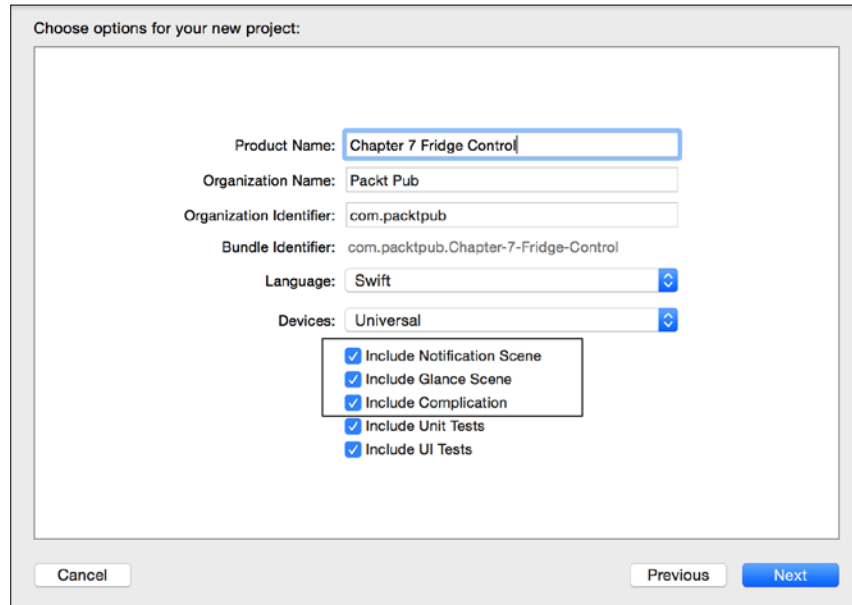 Choose options for your new project:
Product Name: Chapter 7 Fridge Control
Organization Name: Packt Pub
Organization Identifier: com.packtpub
Bundle Identifier: com.packtpub.Chapter-7-Fridge-Control
Language: Swift
Devices: Universal
Include Notification Scene
Include Glance Scene
Include Complication
Include Unit Tests
Include UI Tests
Cancel Previous Next